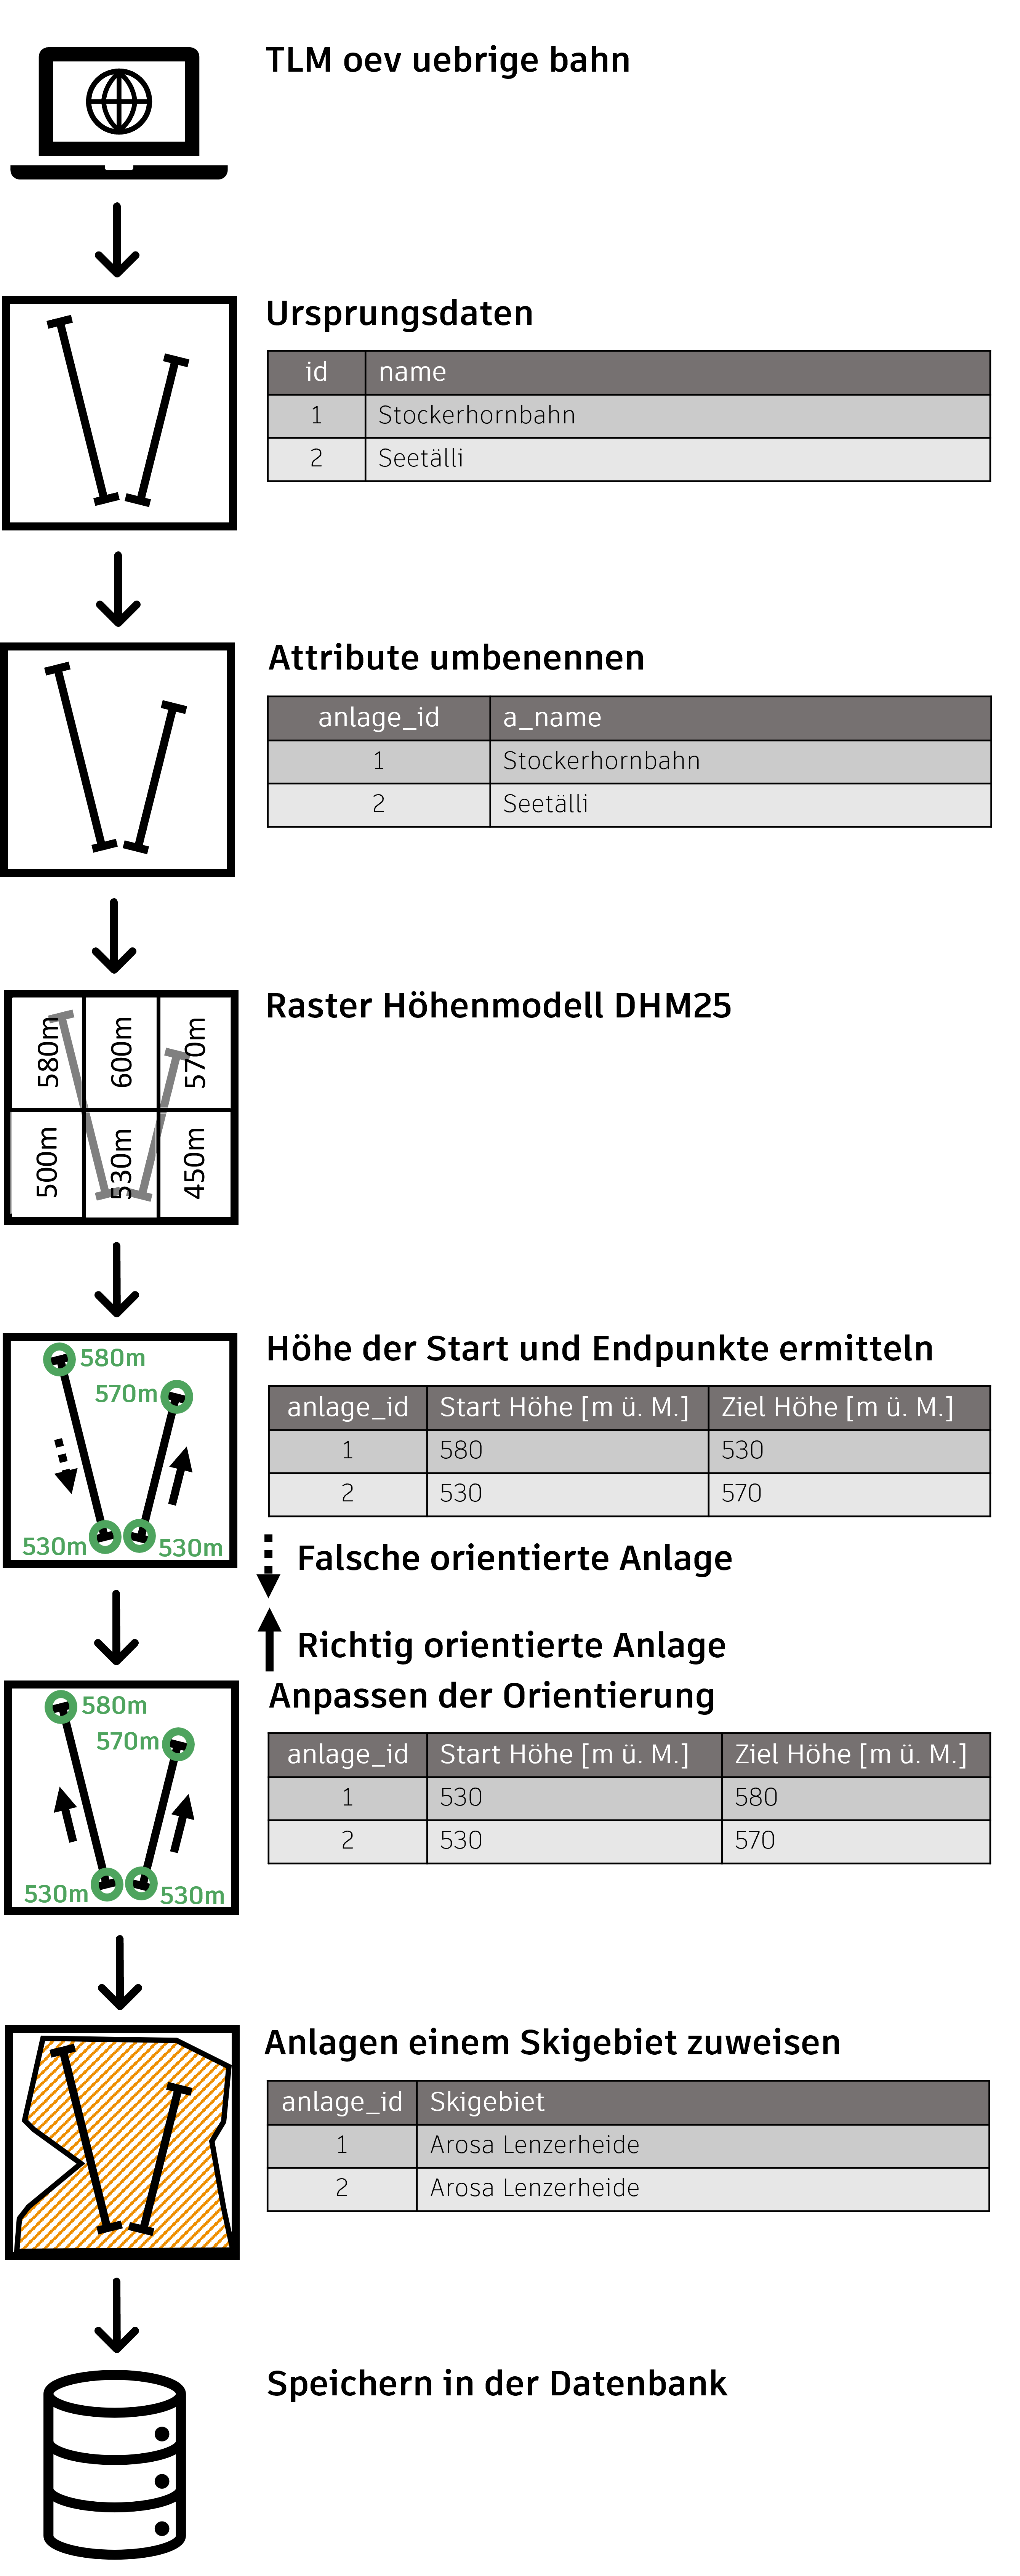 TLM oev uebrige bahn
Ursprungsdaten
id name
1 Stockerhornbahn
2 Seetälli
Attribute umbenennen
anlage_id a_name
1 Stockerhornbahn
2 Seetälli
Raster Höhenmodell DHM25
580m 600m 570m
500m 530m 450m
Höhe der Start und Endpunkte ermitteln
580m
570m
530m 530m
anlage_id Start Höhe [m ü. M.] Ziel Höhe [m ü. M.]
1 580 530
2 530 570
Falsche orientierte Anlage
Richtig orientierte Anlage
Anpassen der Orientierung
580m
570m
530m 530m
anlage_id Start Höhe [m ü. M.] Ziel Höhe [m ü. M.]
1 530 580
2 530 570
Anlagen einem Skigebiet zuweisen
anlage_id Skigebiet
1 Arosa Lenzerheide
2 Arosa Lenzerheide
Speichern in der Datenbank